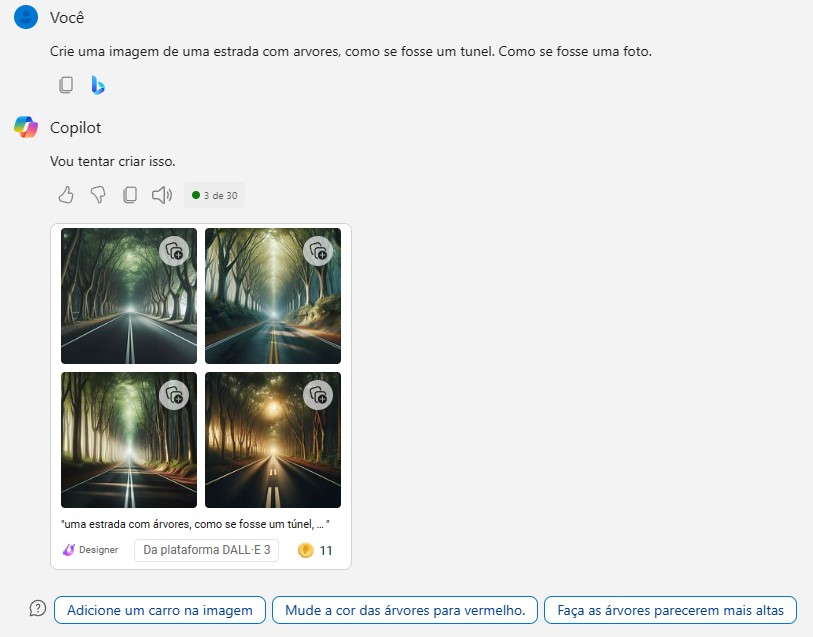 Você
Crie uma imagem de uma estrada com arvores, como se fosse um tunel. Como se fosse uma foto.
Copilot
Vou tentar criar isso.
3 de 30
"uma estrada com árvores, como se fosse um túnel, ... "
Designer
Da plataforma DALL·E 3
11
Adicione um carro na imagem
Mude a cor das árvores para vermelho.
Faça as árvores parecerem mais altas